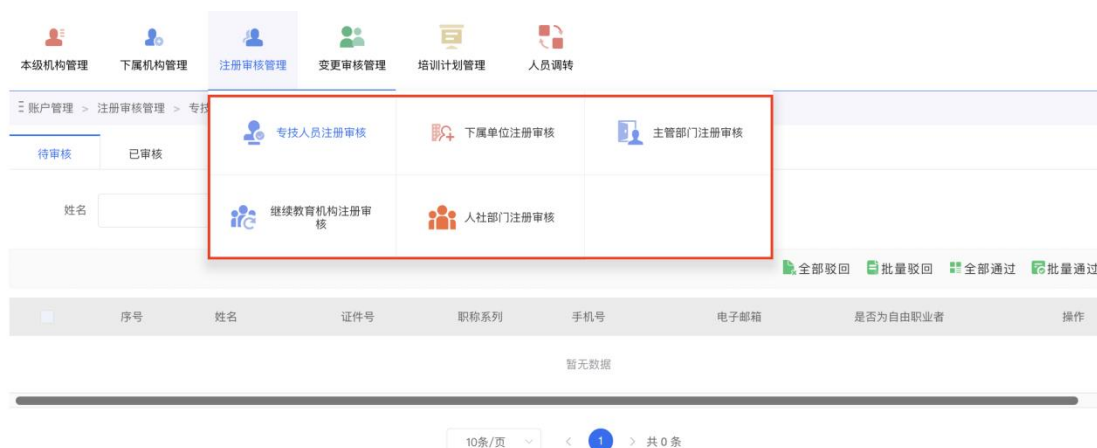 本级机构管理 下属机构管理 注册审核管理 变更审核管理 培训计划管理 人员调转
账户管理 > 注册审核管理 > 专技
专技人员注册审核 下属单位注册审核 主管部门注册审核
待审核 已审核
姓名
继续教育机构注册审
核
人社部门注册审核
全部驳回 批量驳回 全部通过 批量通过
序号 姓名 证件号 职称系列 手机号 电子邮箱 是否为自由职业者 操作
暂无数据
10条/页 < 1 > 共 0 条